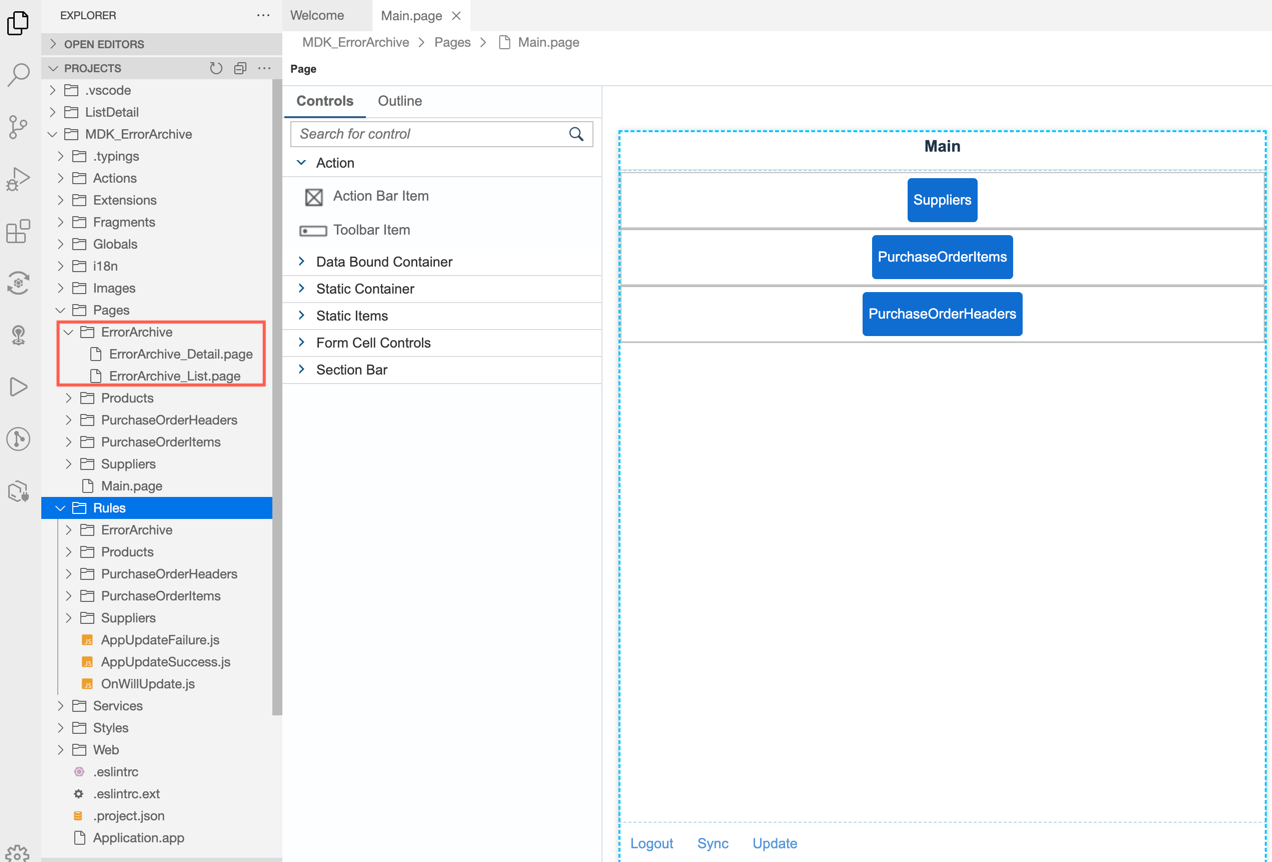 EXPLORER
OPEN EDITORS
PROJECTS
.vscode
ListDetail
MDK_ErrorArchive
.typings
Actions
Extensions
Fragments
Globals
i18n
Images
Pages
ErrorArchive
ErrorArchive_Detail.page
ErrorArchive_List.page
Products
PurchaseOrderHeaders
PurchaseOrderItems
Suppliers
Main.page
Rules
ErrorArchive
Products
PurchaseOrderHeaders
PurchaseOrderItems
Suppliers
AppUpdateFailure.js
AppUpdateSuccess.js
OnWillUpdate.js
Services
Styles
Web
.eslintrc
.eslintrc.ext
.project.json
Application.app
Welcome Main.page
MDK_ErrorArchive > Pages > Main.page
Page
Controls Outline
Search for control
Action
Action Bar Item
Toolbar Item
Data Bound Container
Static Container
Static Items
Form Cell Controls
Section Bar
Main
Suppliers
PurchaseOrderItems
PurchaseOrderHeaders
Logout Sync Update